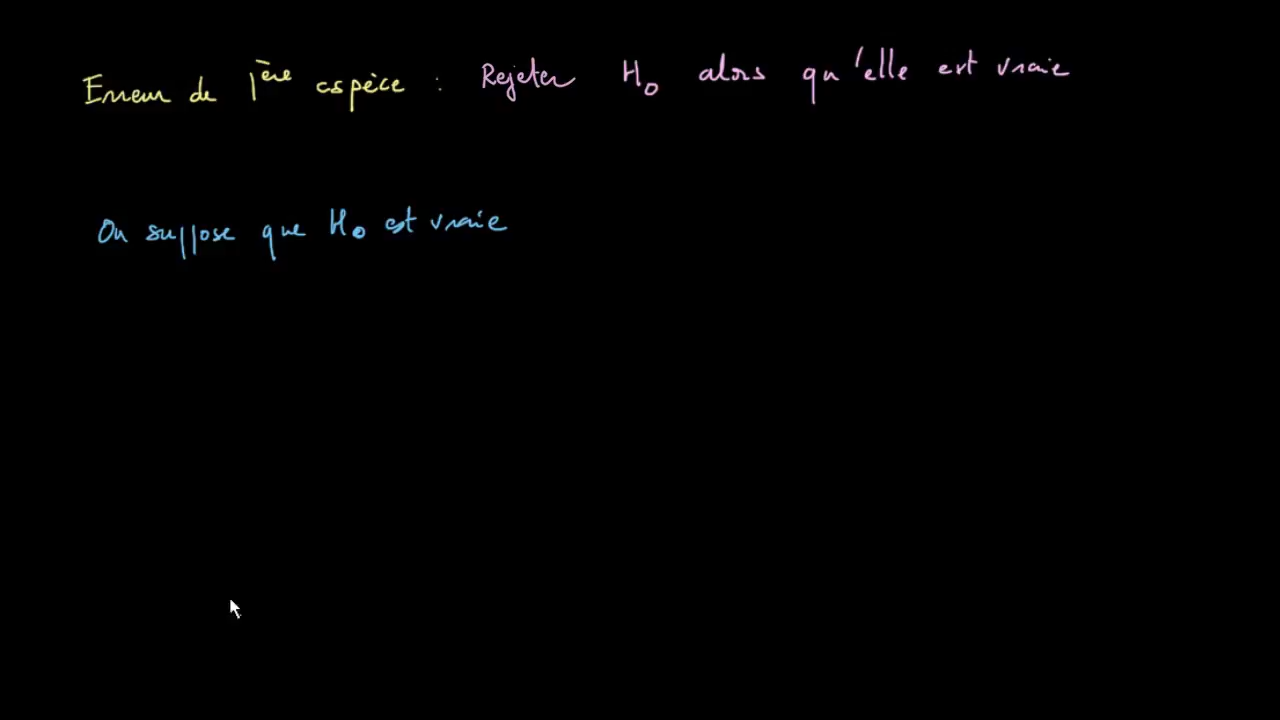 Erreur de 1ère espèce : Rejeter H₀ alors qu'elle est vraie
On suppose que H₀ est vraie